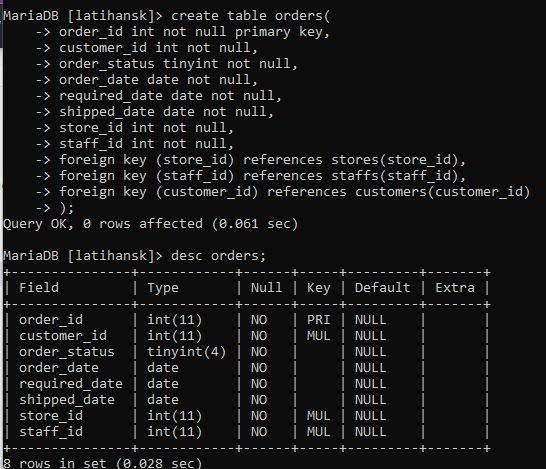 MariaDB [latihansk]> create table orders(
    -> order_id int not null primary key,
    -> customer_id int not null,
    -> order_status tinyint not null,
    -> order_date date not null,
    -> required_date date not null,
    -> shipped_date date not null,
    -> store_id int not null,
    -> staff_id int not null,
    -> foreign key (store_id) references stores(store_id),
    -> foreign key (staff_id) references staffs(staff_id),
    -> foreign key (customer_id) references customers(customer_id)
    -> );
Query OK, 0 rows affected (0.061 sec)

MariaDB [latihansk]> desc orders;
+---------------+------------+------+-----+---------+-------+
| Field         | Type       | Null | Key | Default | Extra |
+---------------+------------+------+-----+---------+-------+
| order_id      | int(11)    | NO   | PRI | NULL    |       |
| customer_id   | int(11)    | NO   | MUL | NULL    |       |
| order_status  | tinyint(4) | NO   |     | NULL    |       |
| order_date    | date       | NO   |     | NULL    |       |
| required_date | date       | NO   |     | NULL    |       |
| shipped_date  | date       | NO   |     | NULL    |       |
| store_id      | int(11)    | NO   | MUL | NULL    |       |
| staff_id      | int(11)    | NO   | MUL | NULL    |       |
+---------------+------------+------+-----+---------+-------+
8 rows in set (0.028 sec)